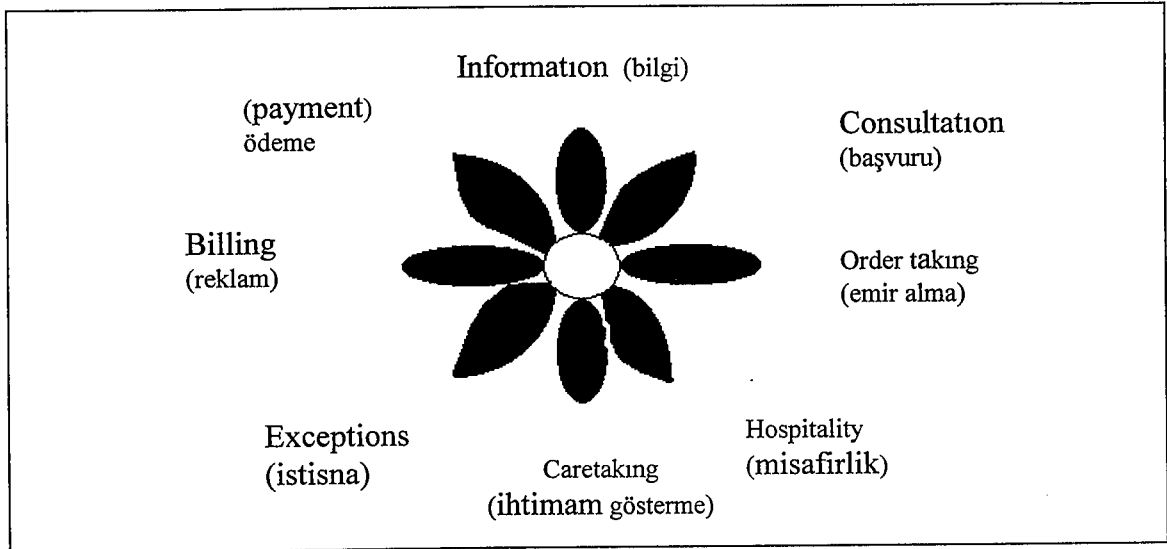 Informatıon (bilgi)
(payment)
ödeme
Consultatıon
(başvuru)
Billing
(reklam)
Order takıng
(emir alma)
Exceptions
(istisna)
Caretakıng
(ihtimam gösterme)
Hospitality
(misafirlik)